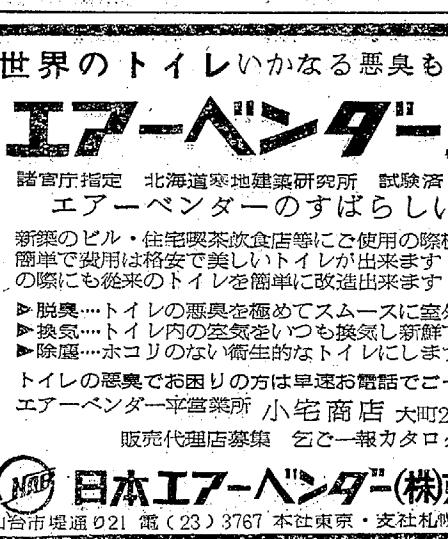 世界のトイレいかなる悪臭も
エアーベンダー
諸官庁指定　北海道寒地建築研究所　試験済
エアーベンダーのすばらしい
新築のビル・住宅喫茶飲食店等にご使用の際
簡単で費用は格安で美しいトイレが出来ます
の際にも従来のトイレを簡単に改造出来ます
▶脱臭‥‥トイレの悪臭を極めてスムースに室
▶換気‥‥トイレ内の空気をいつも換気し新鮮
▶除塵‥‥ホコリのない衛生的なトイレにしま
トイレの悪臭でお困りの方は早速お電話でご
エアーベンダー平営業所　小宅商店　大町2
販売代理店募集　乞ご一報カタロ
NAB 日本エアーベンダー(株)
台市堤通り21　電(23)3767　本社東京・支社札